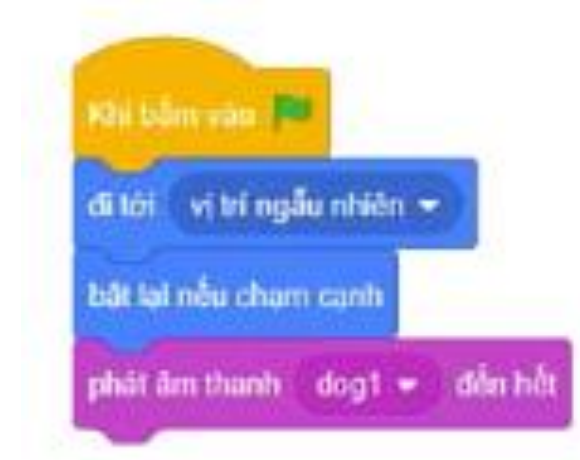 Khi bấm vào
đi tới vị trí ngẫu nhiên
bật lại nếu chạm cạnh
phát âm thanh dog1 đến hết